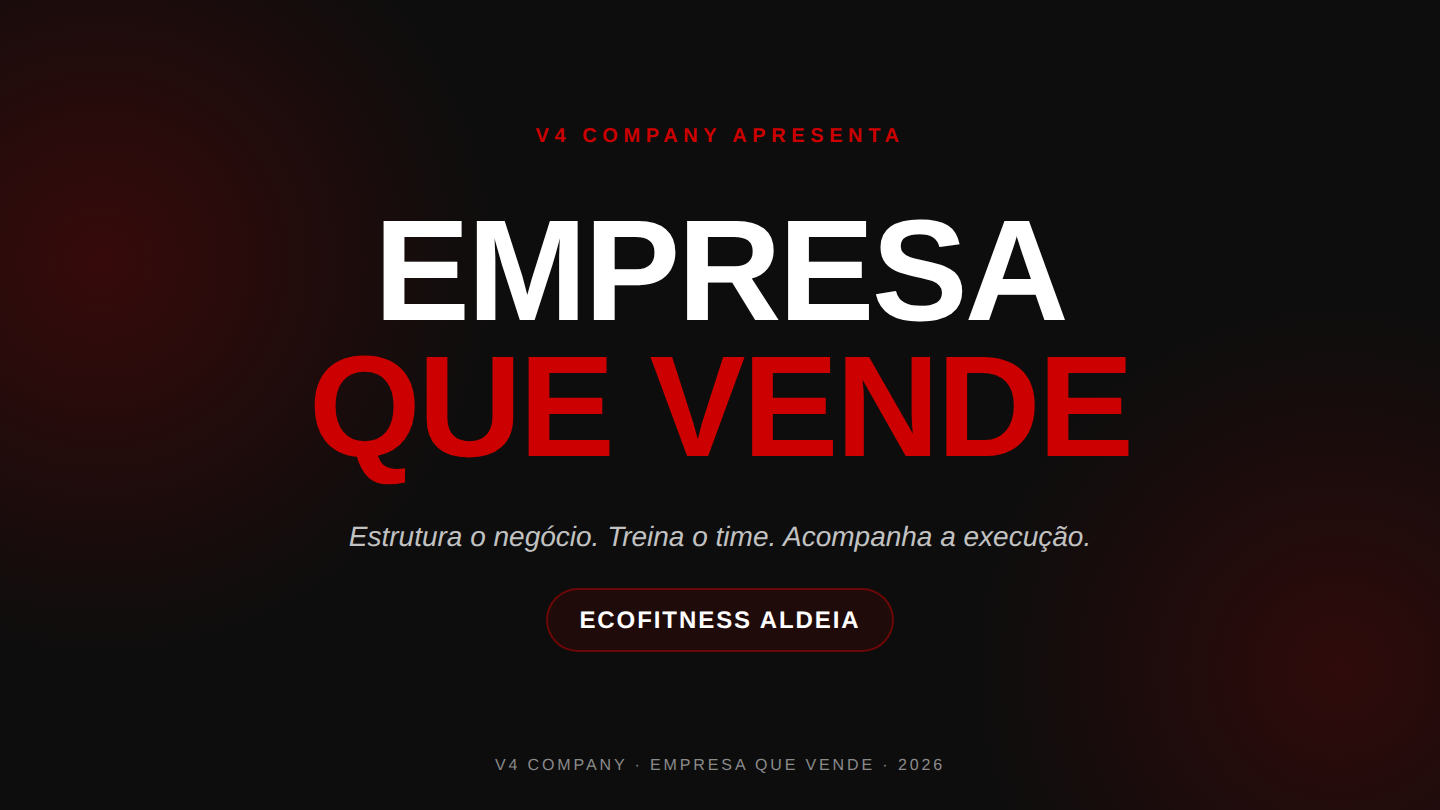 V4 COMPANY APRESENTA
EMPRESA
QUE VENDE
Estrutura o negócio. Treina o time. Acompanha a execução.
ECOFITNESS ALDEIA
V4 COMPANY · EMPRESA QUE VENDE · 2026